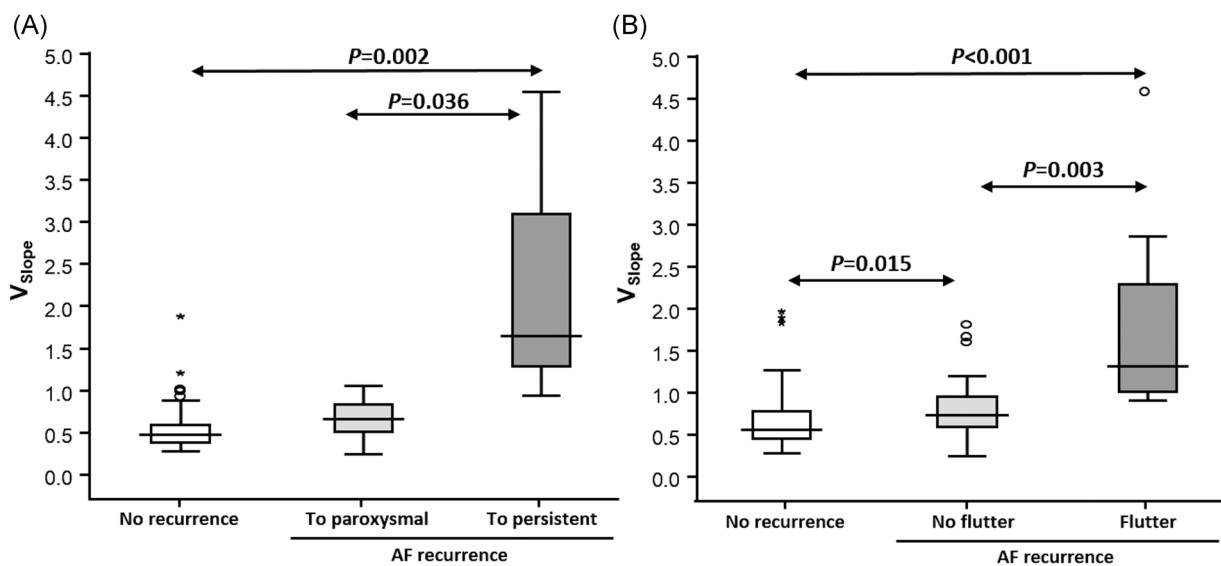 (A)
5.0
4.5
4.0
3.5
3.0
2.5
2.0
1.5
1.0
0.5
0.0
VSlope
P=0.002
P=0.036
No recurrence
To paroxysmal
To persistent
AF recurrence
(B)
5.0
4.5
4.0
3.5
3.0
2.5
2.0
1.5
1.0
0.5
0.0
VSlope
P<0.001
P=0.003
P=0.015
No recurrence
No flutter
Flutter
AF recurrence